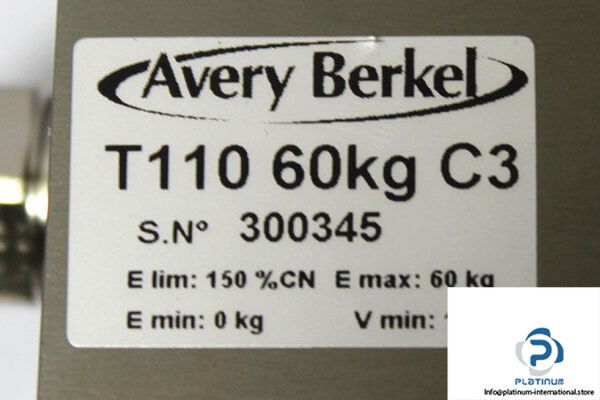 Avery Berkel
T110 60kg C3
S.Nº 300345
E lim: 150 %CN E max: 60 kg
E min: 0 kg V min:
PLATINUM
Info@platinum-international.store